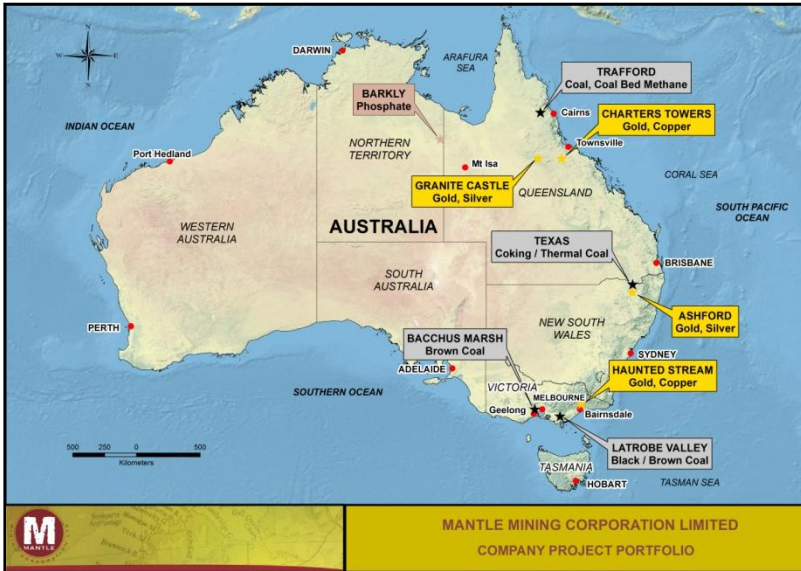 DARWIN
ARAFURA
SEA
TRAFFORD
Coal, Coal Bed Methane
BARKLY
Phosphate
Cairns
CHARTERS TOWERS
Gold, Copper
INDIAN OCEAN
Port Hedland
NORTHERN
TERRITORY
Mt Isa
Townsville
GRANITE CASTLE
Gold, Silver
QUEENSLAND
CORAL SEA
SOUTH PACIFIC
OCEAN
WESTERN
AUSTRALIA
AUSTRALIA
TEXAS
Coking / Thermal Coal
BRISBANE
SOUTH
AUSTRALIA
PERTH
NEW SOUTH
WALES
ASHFORD
Gold, Silver
BACCHUS MARSH
Brown Coal
SYDNEY
ADELAIDE
HAUNTED STREAM
Gold, Copper
SOUTHERN OCEAN
VICTORIA
MELBOURNE
Geelong
Bairnsdale
LATROBE VALLEY
Black / Brown Coal
500 0 500
Kilometers
TASMANIA
HOBART
TASMAN SEA
M
MANTLE
MANTLE MINING CORPORATION LIMITED
COMPANY PROJECT PORTFOLIO